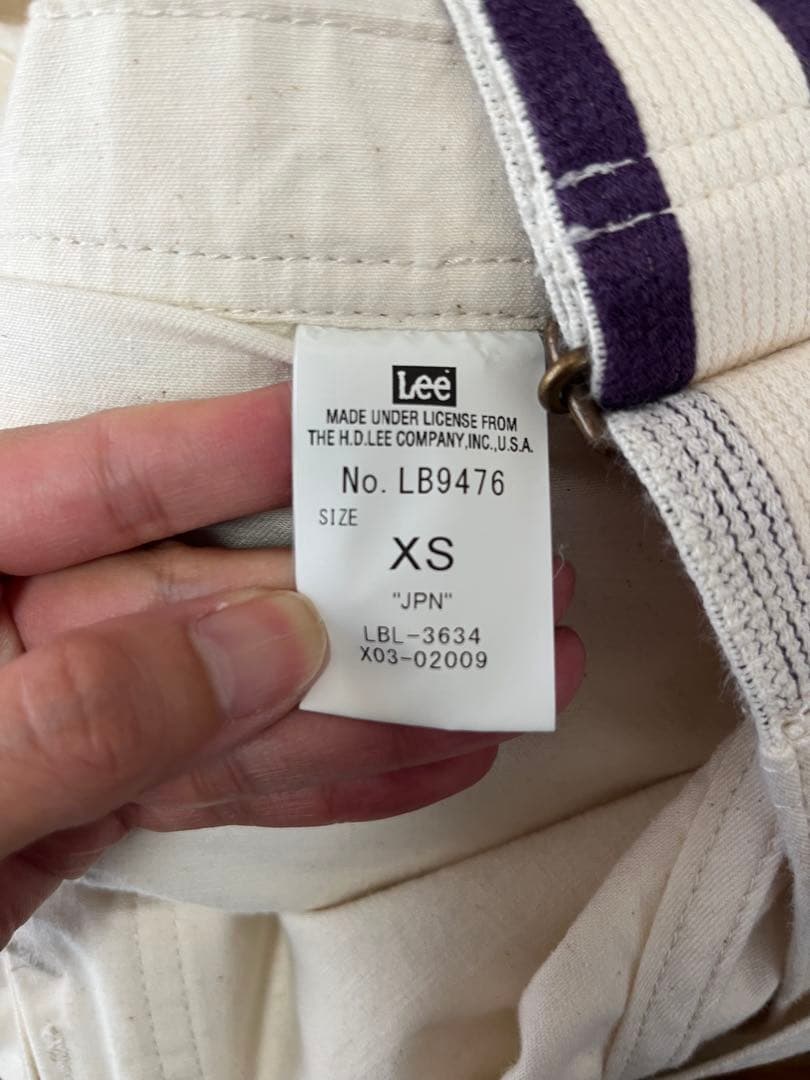 Lee
MADE UNDER LICENSE FROM
THE H.D.LEE COMPANY,INC.,U.S.A.
No. LB9476
SIZE
XS
"JPN"
LBL-3634
X03-02009